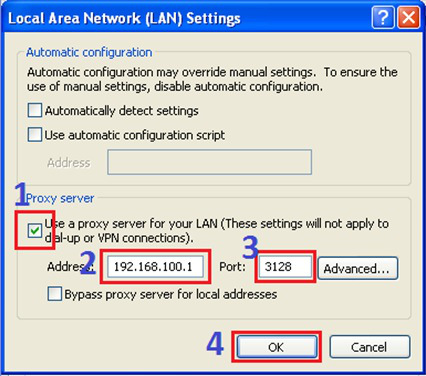 Local Area Network (LAN) Settings
Automatic configuration
Automatic configuration may override manual settings. To ensure the
use of manual settings, disable automatic configuration.
Automatically detect settings
Use automatic configuration script
Address
1
Proxy server
Use a proxy server for your LAN (These settings will not apply to
dial-up or VPN connections).
2 3
Address: 192.168.100.1 Port: 3128 Advanced...
Bypass proxy server for local addresses
4 OK Cancel